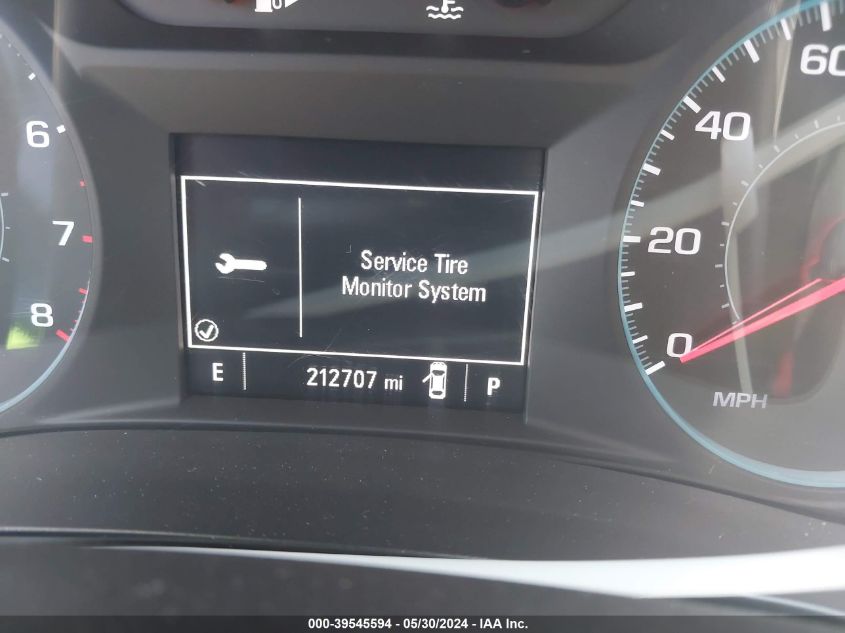 6
7
8
Service Tire
Monitor System
E 212707 mi P
60
40
20
0
MPH
000-39545594 - 05/30/2024 - IAA Inc.